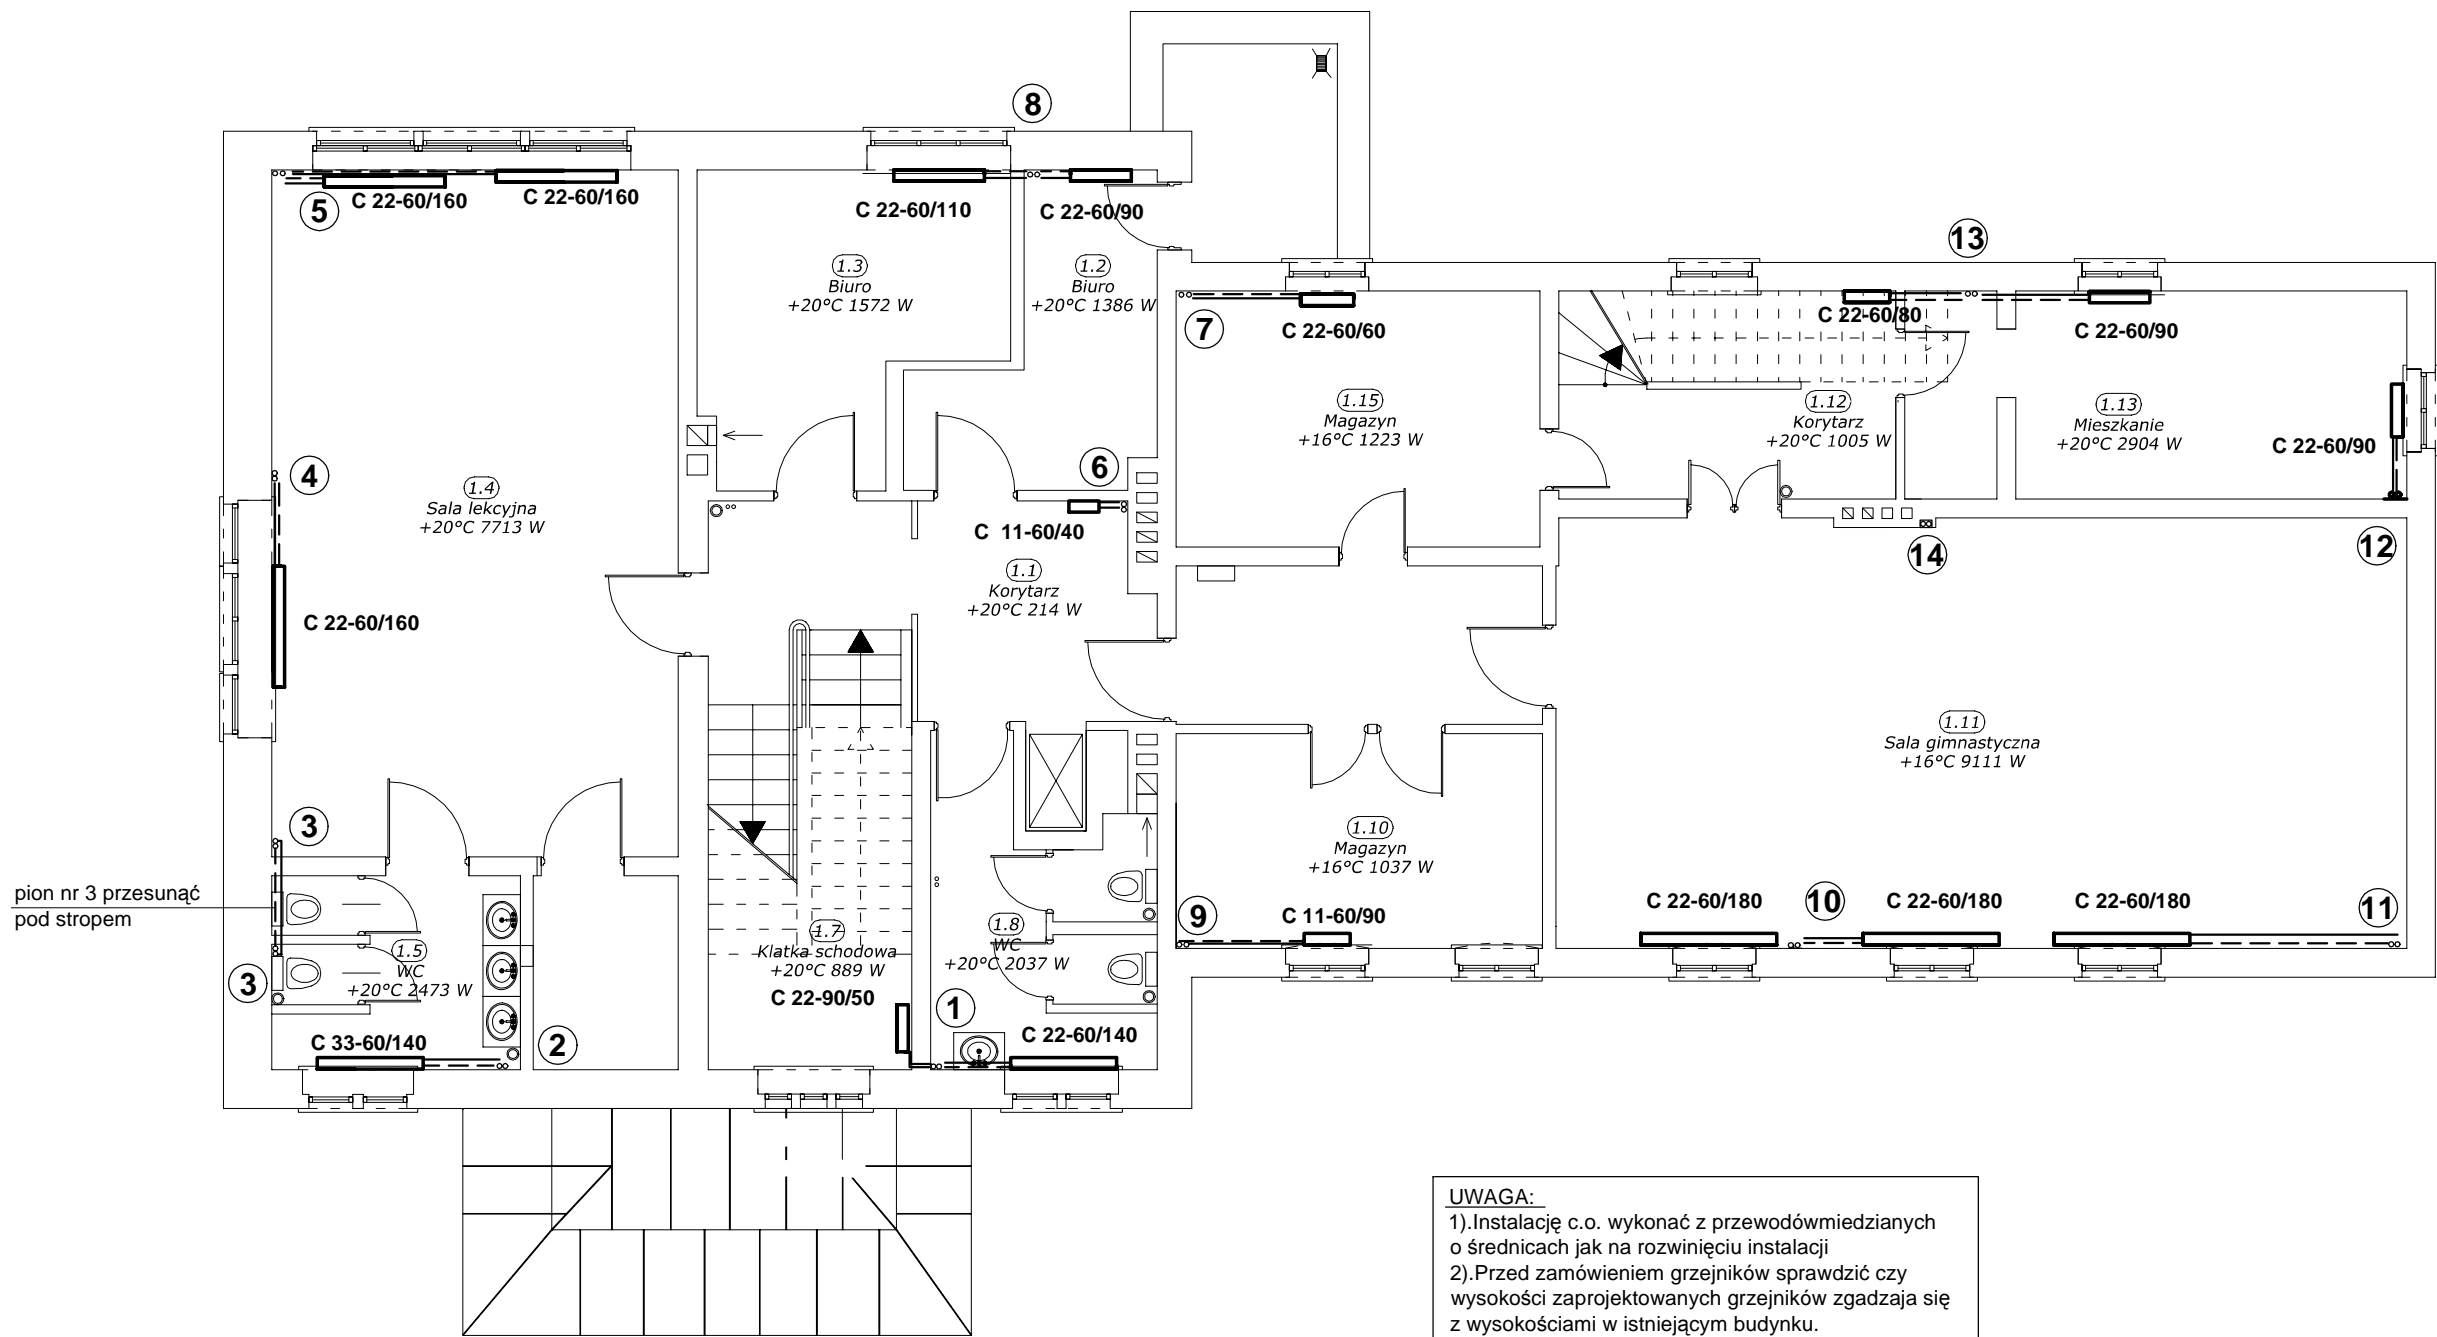 8
5
C 22-60/160
C 22-60/160
C 22-60/110
C 22-60/90
1.3
Biuro
+20°C 1572 W
1.2
Biuro
+20°C 1386 W
13
7
C 22-60/60
C 22-60/80
C 22-60/90
1.15
Magazyn
+16°C 1223 W
1.12
Korytarz
+20°C 1005 W
1.13
Mieszkanie
+20°C 2904 W
C 22-60/90
4
1.4
Sala lekcyjna
+20°C 7713 W
6
C 11-60/40
1.1
Korytarz
+20°C 214 W
14
12
C 22-60/160
1.11
Sala gimnastyczna
+16°C 9111 W
3
1.10
Magazyn
+16°C 1037 W
pion nr 3 przesunąć
pod stropem
9
C 11-60/90
C 22-60/180
10
C 22-60/180
C 22-60/180
11
1.5
WC
+20°C 2473 W
3
C 33-60/140
2
1.7
Klatka schodowa
+20°C 889 W
C 22-90/50
1.8
WC
+20°C 2037 W
1
C 22-60/140
UWAGA:
1).Instalację c.o. wykonać z przewodówmiedzianych
o średnicach jak na rozwinięciu instalacji
2).Przed zamówieniem grzejników sprawdzić czy
wysokości zaprojektowanych grzejników zgadzaja się
z wysokościami w istniejącym budynku.